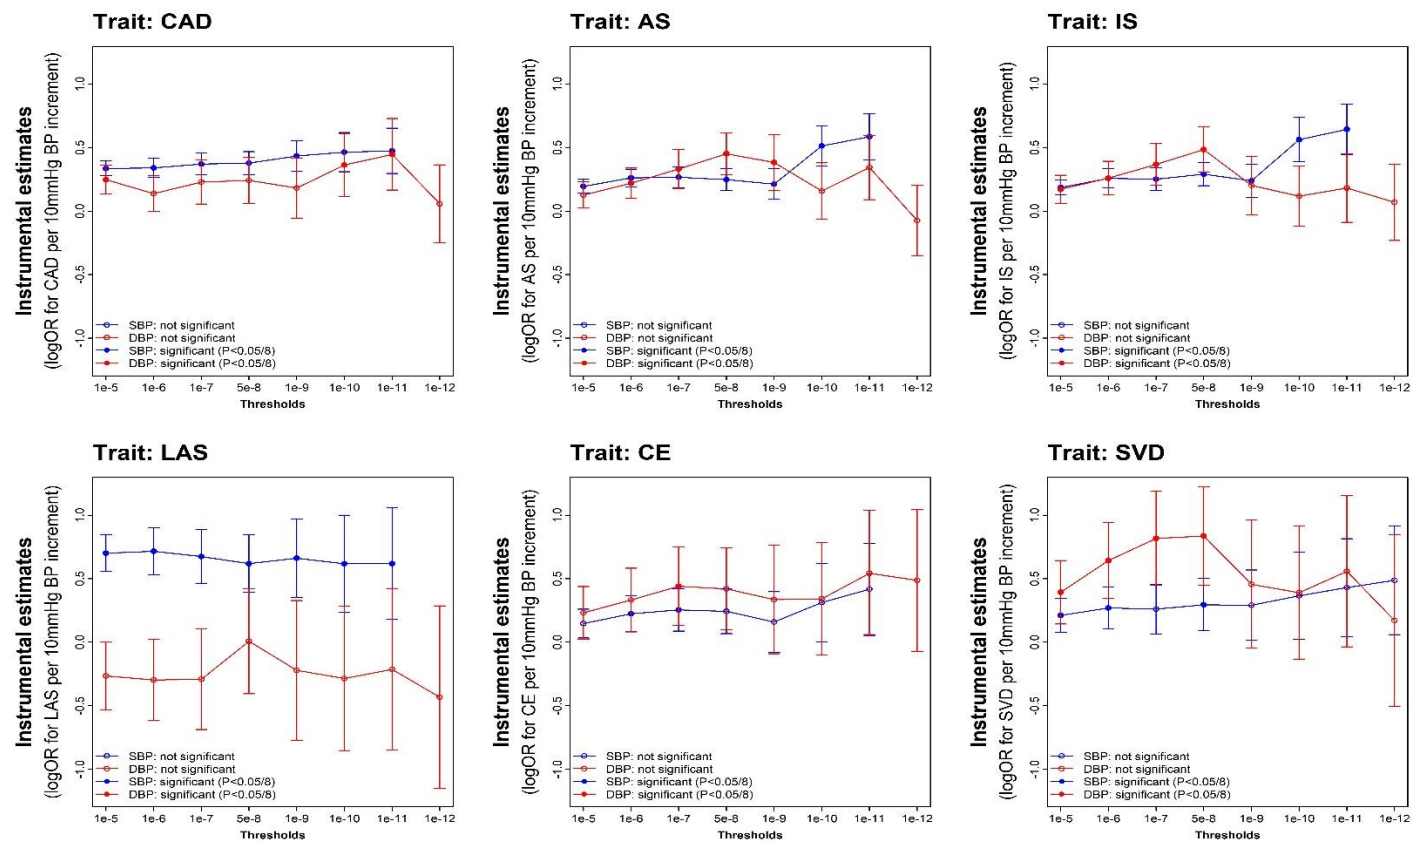 Trait: CAD
Instrumental estimates
(logOR for CAD per 10mmHg BP increment)
1.0
0.5
0.0
-0.5
-1.0
SBP: not significant
DBP: not significant
SBP: significant (P<0.05/8)
DBP: significant (P<0.05/8)
1e-5 1e-6 1e-7 5e-8 1e-9 1e-10 1e-11 1e-12
Thresholds
Trait: AS
Instrumental estimates
(logOR for AS per 10mmHg BP increment)
1.0
0.5
0.0
-0.5
-1.0
SBP: not significant
DBP: not significant
SBP: significant (P<0.05/8)
DBP: significant (P<0.05/8)
1e-5 1e-6 1e-7 5e-8 1e-9 1e-10 1e-11 1e-12
Thresholds
Trait: IS
Instrumental estimates
(logOR for IS per 10mmHg BP increment)
1.0
0.5
0.0
-0.5
-1.0
SBP: not significant
DBP: not significant
SBP: significant (P<0.05/8)
DBP: significant (P<0.05/8)
1e-5 1e-6 1e-7 5e-8 1e-9 1e-10 1e-11 1e-12
Thresholds
Trait: LAS
Instrumental estimates
(logOR for LAS per 10mmHg BP increment)
1.0
0.5
0.0
-0.5
-1.0
SBP: not significant
DBP: not significant
SBP: significant (P<0.05/8)
DBP: significant (P<0.05/8)
1e-5 1e-6 1e-7 5e-8 1e-9 1e-10 1e-11 1e-12
Thresholds
Trait: CE
Instrumental estimates
(logOR for CE per 10mmHg BP increment)
1.0
0.5
0.0
-0.5
-1.0
SBP: not significant
DBP: not significant
SBP: significant (P<0.05/8)
DBP: significant (P<0.05/8)
1e-5 1e-6 1e-7 5e-8 1e-9 1e-10 1e-11 1e-12
Thresholds
Trait: SVD
Instrumental estimates
(logOR for SVD per 10mmHg BP increment)
1.0
0.5
0.0
-0.5
-1.0
SBP: not significant
DBP: not significant
SBP: significant (P<0.05/8)
DBP: significant (P<0.05/8)
1e-5 1e-6 1e-7 5e-8 1e-9 1e-10 1e-11 1e-12
Thresholds